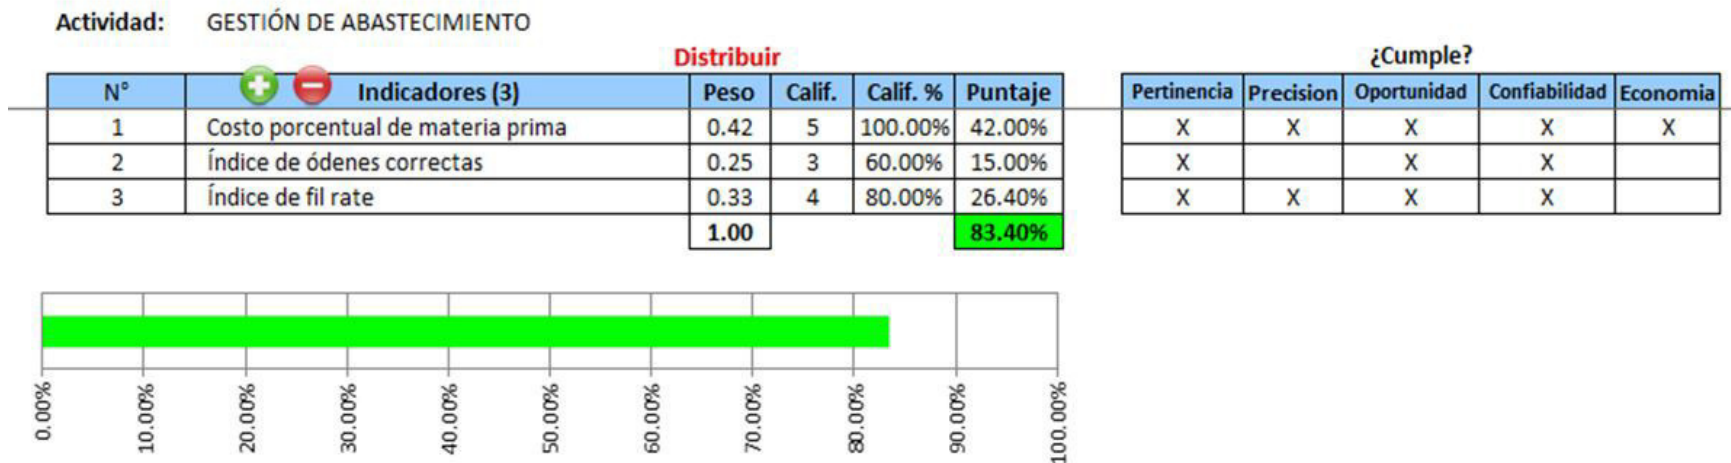 Actividad: GESTIÓN DE ABASTECIMIENTO
Distribuir ¿Cumple?
N° Indicadores (3) Peso Calif. Calif. % Puntaje Pertinencia Precision Oportunidad Confiabilidad Economia
1 Costo porcentual de materia prima 0.42 5 100.00% 42.00% X X X X X
2 Índice de ódenes correctas 0.25 3 60.00% 15.00% X X X
3 Índice de fil rate 0.33 4 80.00% 26.40% X X X X
1.00 83.40%
0.00% 10.00% 20.00% 30.00% 40.00% 50.00% 60.00% 70.00% 80.00% 90.00% 100.00%